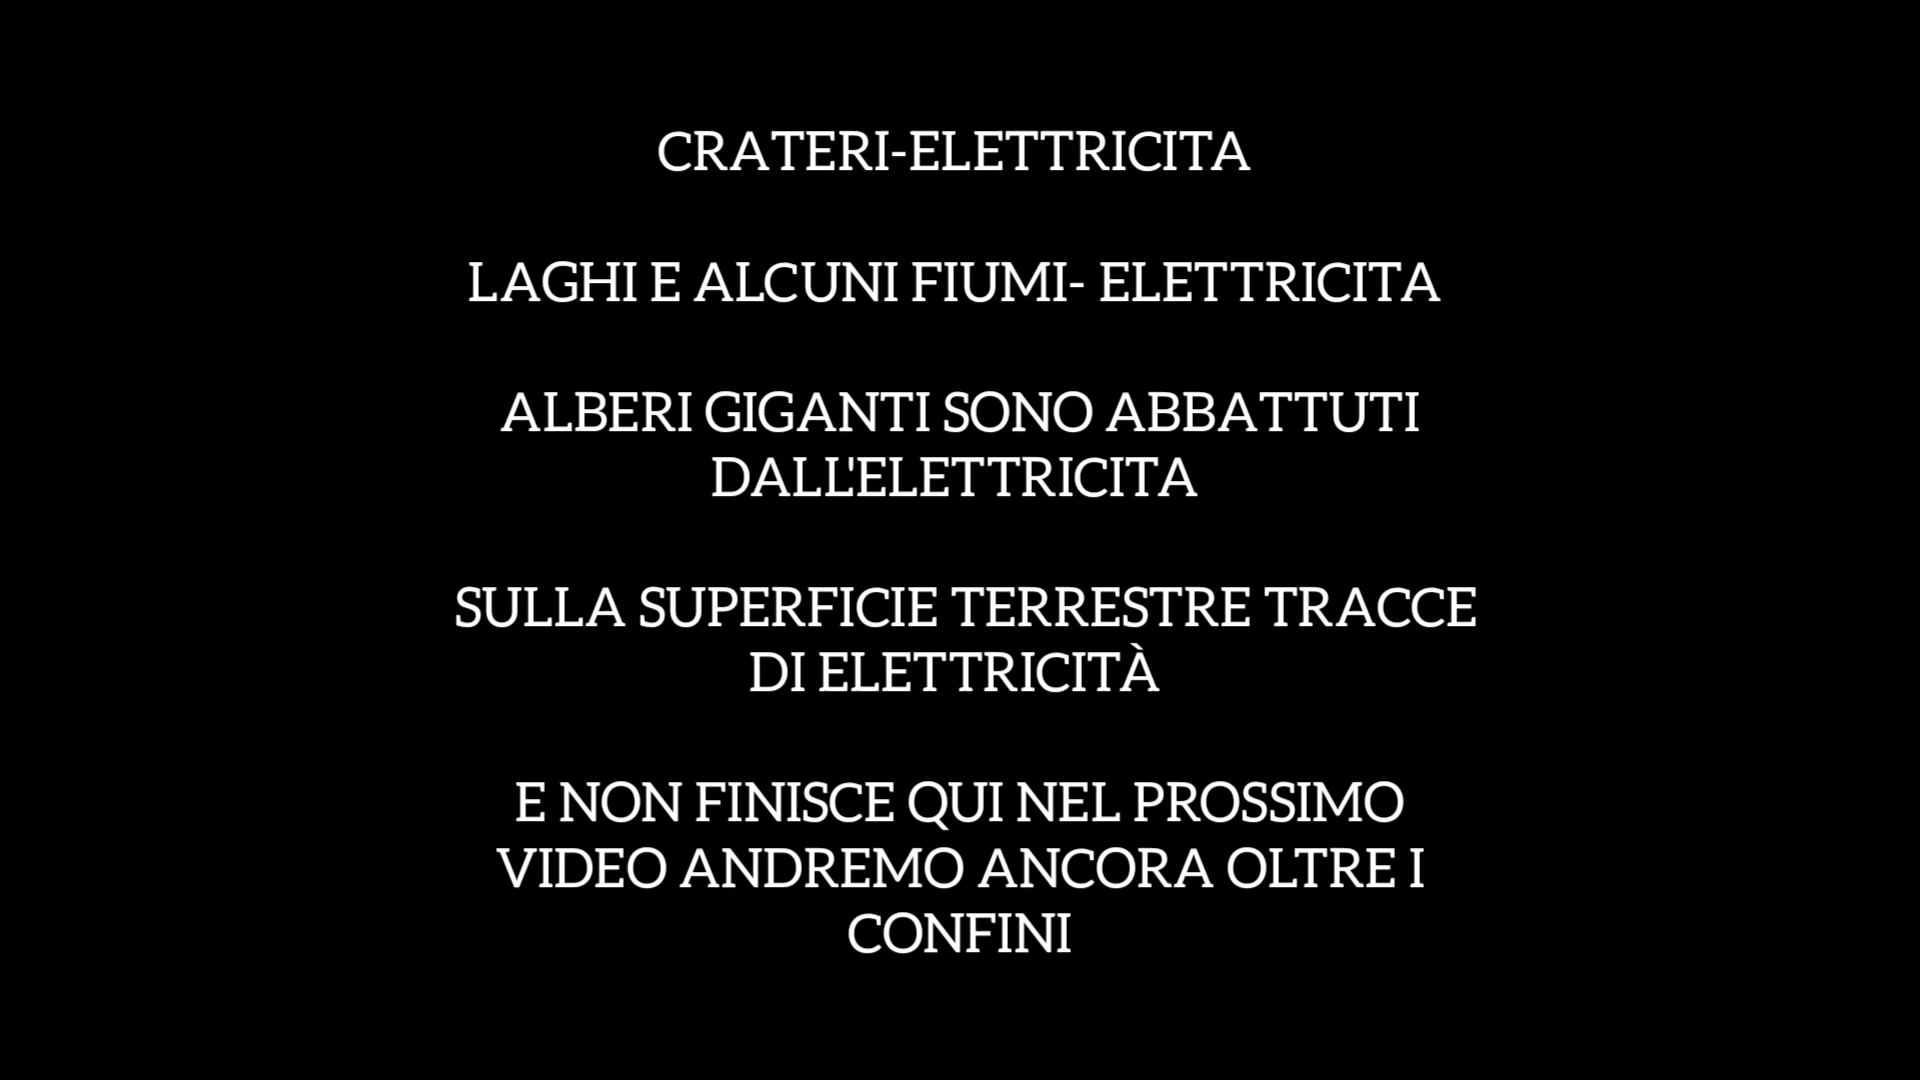 CRATERI-ELETTRICITA
LAGHI E ALCUNI FIUMI- ELETTRICITA
ALBERI GIGANTI SONO ABBATTUTI
DALL'ELETTRICITA
SULLA SUPERFICIE TERRESTRE TRACCE
DI ELETTRICITÀ
E NON FINISCE QUI NEL PROSSIMO
VIDEO ANDREMO ANCORA OLTRE I
CONFINI